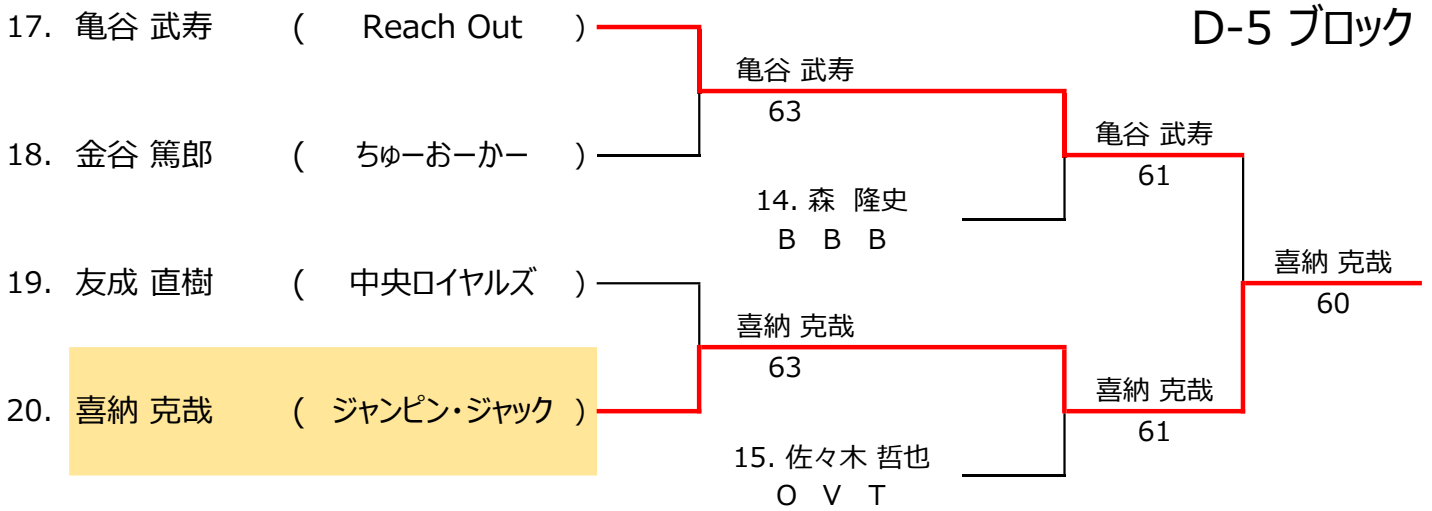 D-5 ブロック
17. 亀谷 武寿 ( Reach Out )
亀谷 武寿
63
亀谷 武寿
61
18. 金谷 篤郎 ( ちゅーおーかー )
14. 森 隆史
B B B
19. 友成 直樹 ( 中央ロイヤルズ )
喜納 克哉
60
喜納 克哉
63
喜納 克哉
61
20. 喜納 克哉 ( ジャンピン・ジャック )
15. 佐々木 哲也
O V T